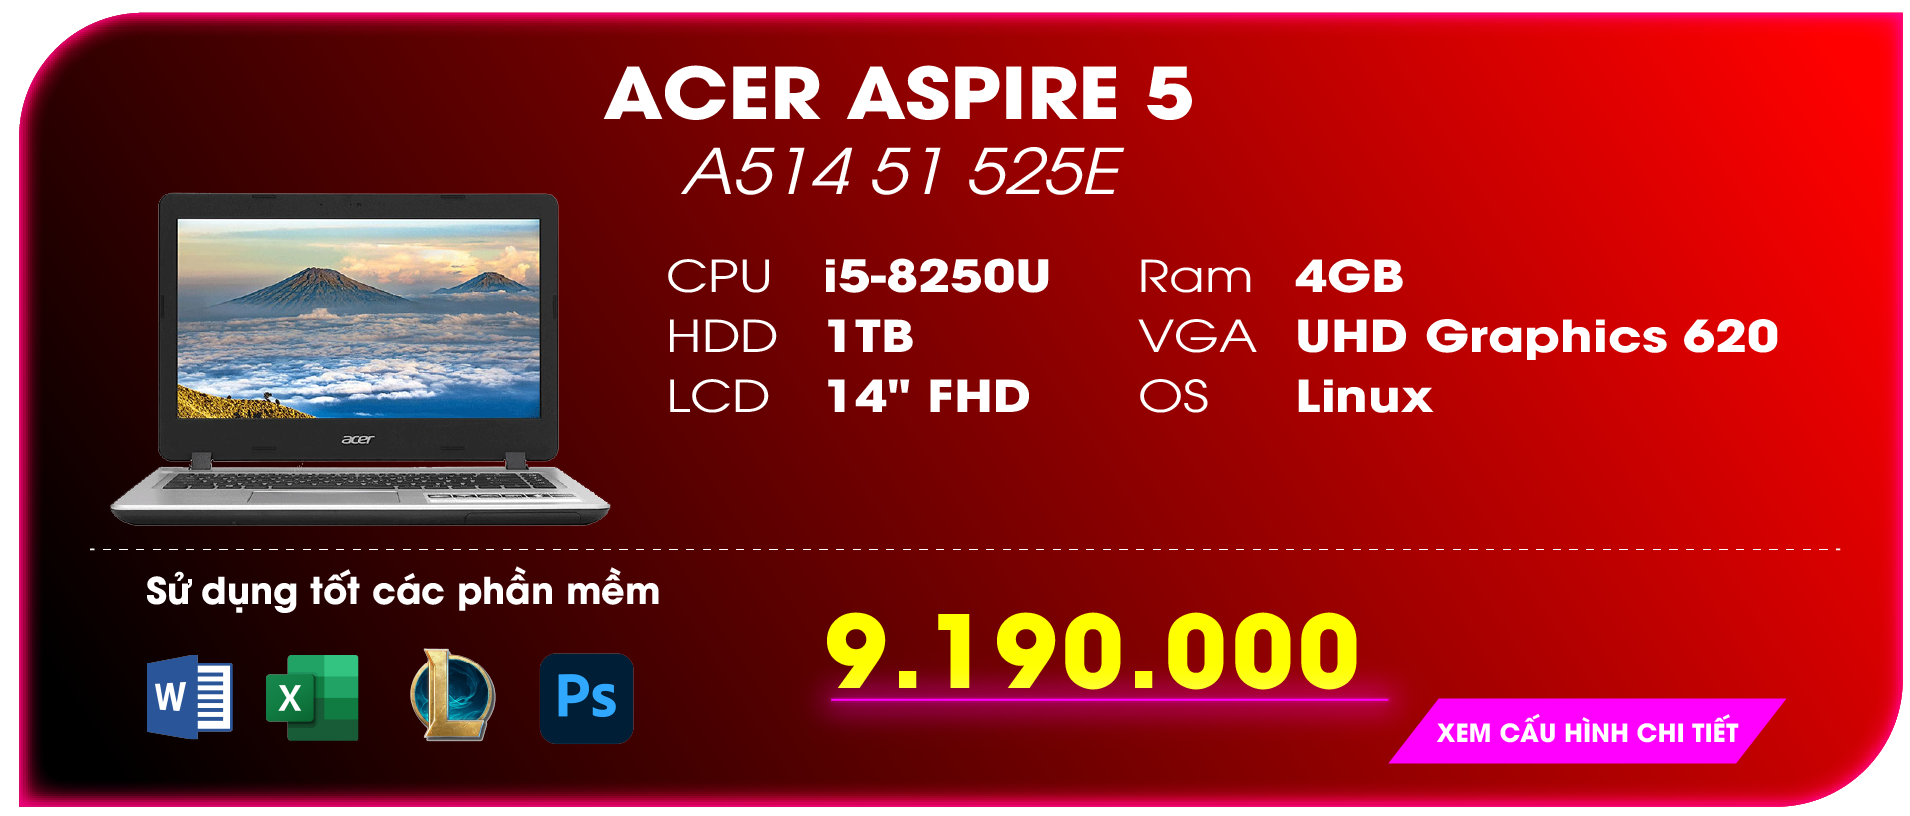 ACER ASPIRE 5
A514 51 525E
CPU i5-8250U Ram 4GB
HDD 1TB VGA UHD Graphics 620
LCD 14" FHD OS Linux
acer
Sử dụng tốt các phần mềm
W X L Ps
9.190.000
XEM CẤU HÌNH CHI TIẾT